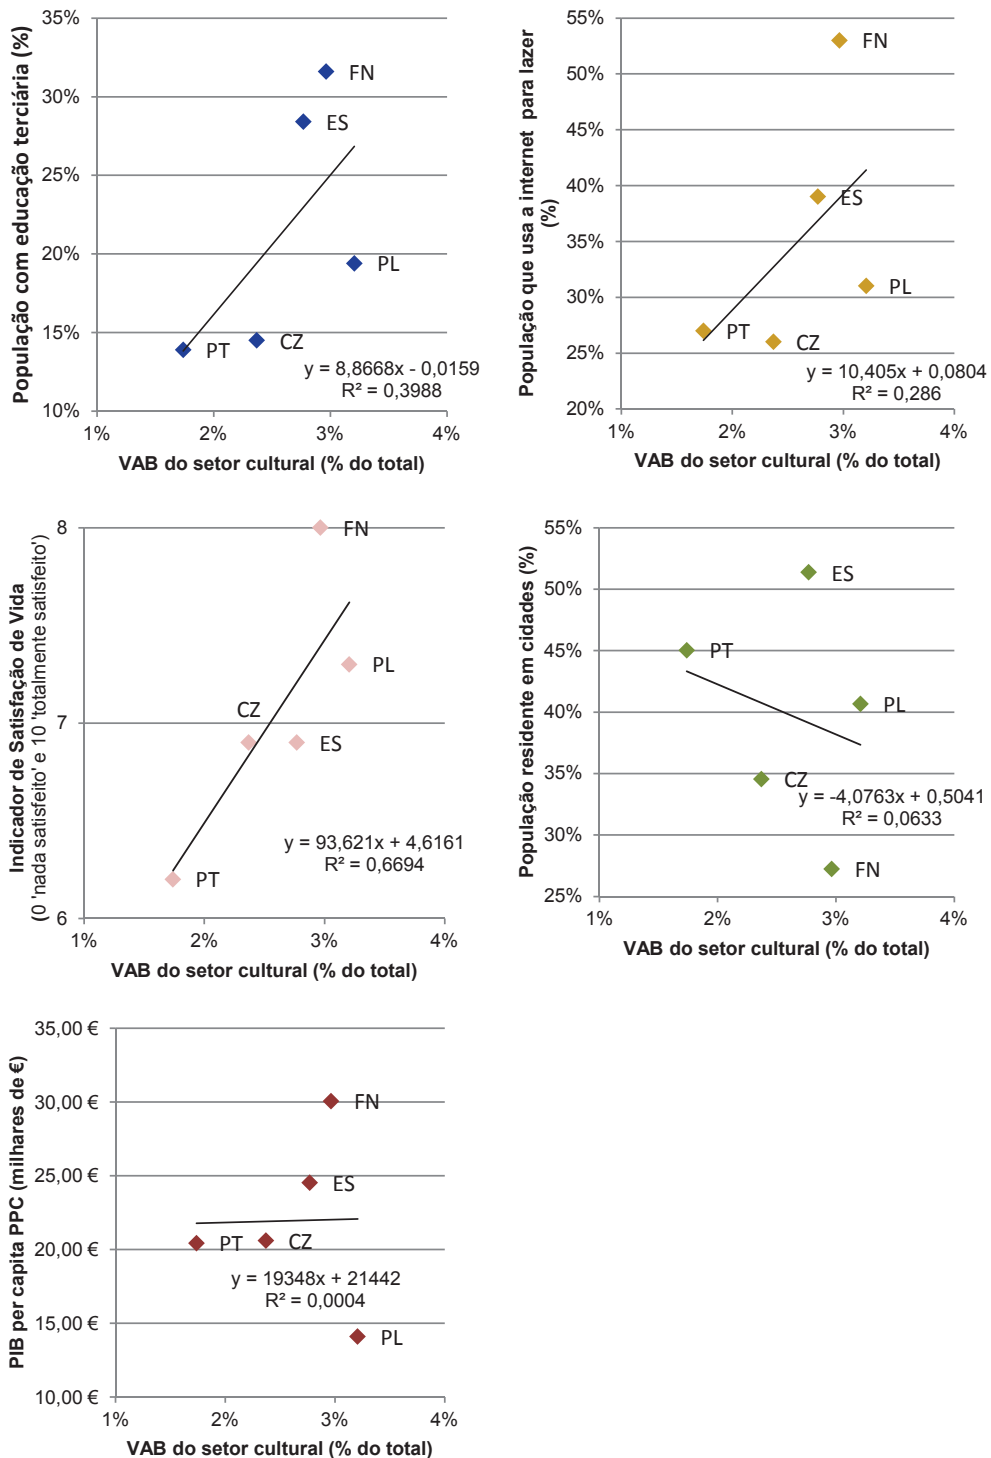 População com educação terciária (%)
35%
30%
25%
20%
15%
10%
FN
ES
PL
CZ
PT
y = 8,8668x - 0,0159
R² = 0,3988
1%
2%
3%
4%
VAB do setor cultural (% do total)
População que usa a internet para lazer
(%)
55%
50%
45%
40%
35%
30%
25%
20%
FN
ES
PL
PT
CZ
y = 10,405x + 0,0804
R² = 0,286
1%
2%
3%
4%
VAB do setor cultural (% do total)
Indicador de Satisfação de Vida
(0 'nada satisfeito' e 10 'totalmente satisfeito')
8
7
6
FN
PL
CZ
ES
PT
y = 93,621x + 4,6161
R² = 0,6694
1%
2%
3%
4%
VAB do setor cultural (% do total)
População residente em cidades (%)
55%
50%
45%
40%
35%
30%
25%
ES
PT
PL
CZ
y = -4,0763x + 0,5041
R² = 0,0633
FN
1%
2%
3%
4%
VAB do setor cultural (% do total)
PIB per capita PPC (milhares de €)
35,00 €
30,00 €
25,00 €
20,00 €
15,00 €
10,00 €
FN
ES
PT
CZ
y = 19348x + 21442
R² = 0,0004
PL
1%
2%
3%
4%
VAB do setor cultural (% do total)